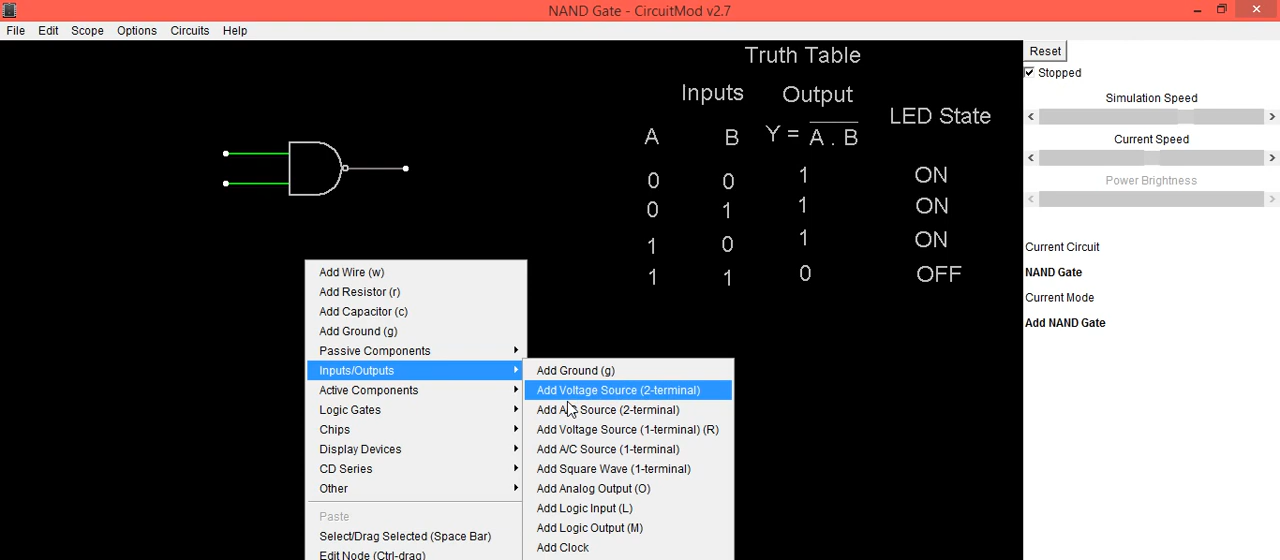 NAND Gate - CircuitMod v2.7
File Edit Scope Options Circuits Help
Truth Table
Inputs Output LED State
A B Y = A . B
0 0 1 ON
0 1 1 ON
1 0 1 ON
1 1 0 OFF
Reset
Stopped
Simulation Speed
Current Speed
Power Brightness
Current Circuit
NAND Gate
Current Mode
Add NAND Gate
Add Wire (w)
Add Resistor (r)
Add Capacitor (c)
Add Ground (g)
Passive Components
Inputs/Outputs
Active Components
Logic Gates
Chips
Display Devices
CD Series
Other
Paste
Select/Drag Selected (Space Bar)
Edit Node (Ctrl-drag)
Add Ground (g)
Add Voltage Source (2-terminal)
Add A/C Source (2-terminal)
Add Voltage Source (1-terminal) (R)
Add A/C Source (1-terminal)
Add Square Wave (1-terminal)
Add Analog Output (O)
Add Logic Input (L)
Add Logic Output (M)
Add Clock